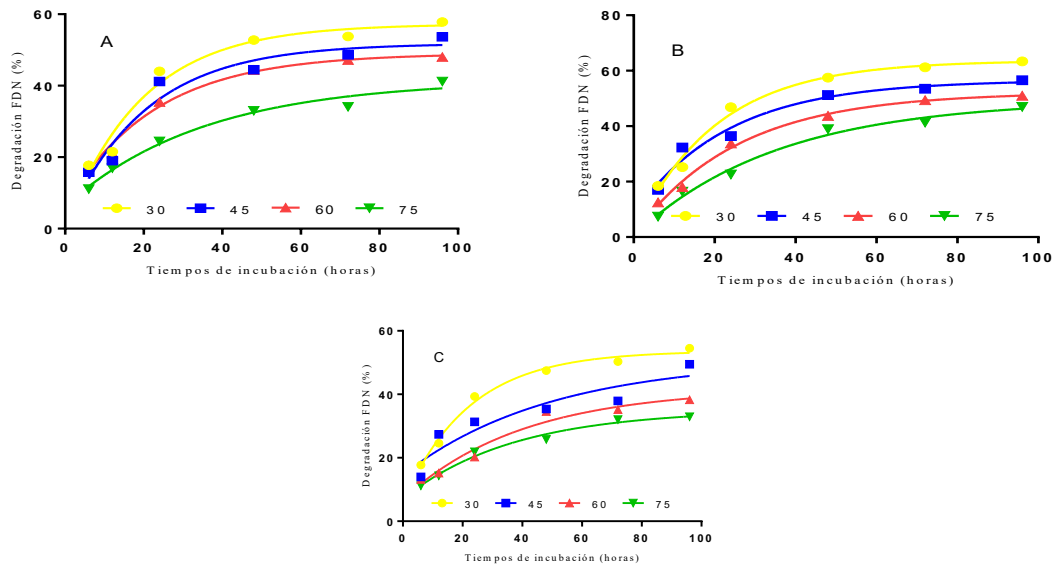 A
Degradación FDN (%)
60
40
20
0
30 45 60 75
0 20 40 60 80 100
Tiempos de incubación (horas)
B
Degradación FDN (%)
80
60
40
20
0
30 45 60 75
0 20 40 60 80 100
Tiempos de incubación (horas)
C
Degradación FDN (%)
60
40
20
0
30 45 60 75
0 20 40 60 80 100
Tiempos de incubación (horas)